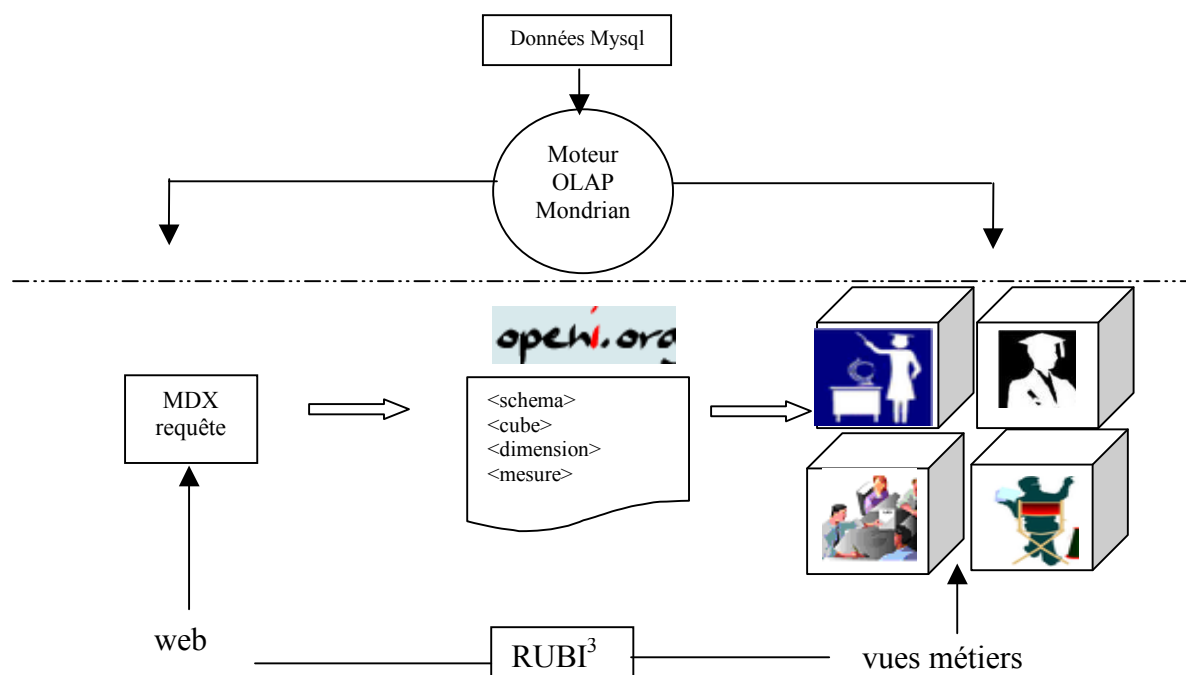 Données Mysql
Moteur
OLAP
Mondrian
openi.org
MDX
requête
<schema>
<cube>
<dimension>
<mesure>
web
RUBI³
vues métiers